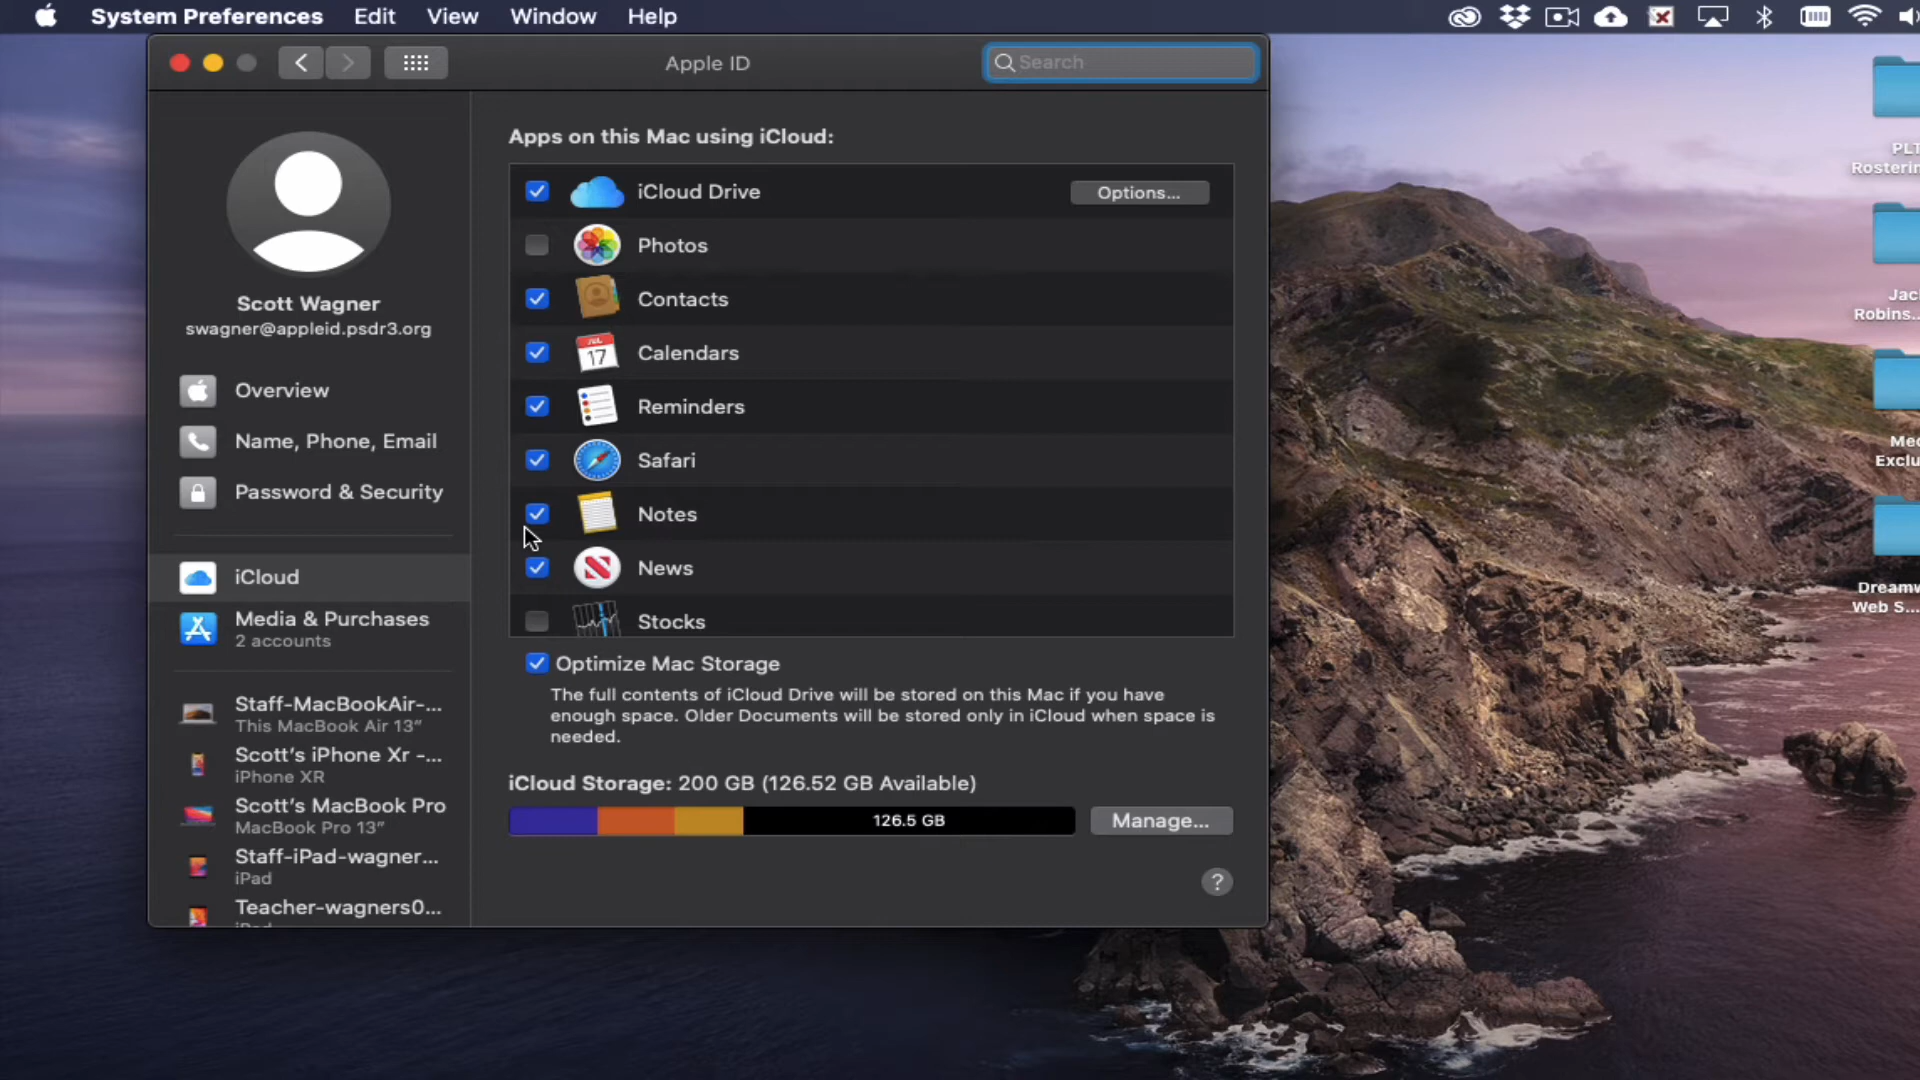 System Preferences Edit View Window Help
Apple ID
Search
Scott Wagner
swagner@appleid.psdr3.org
Overview
Name, Phone, Email
Password & Security
iCloud
Media & Purchases
2 accounts
Staff-MacBookAir-...
This MacBook Air 13”
Scott’s iPhone Xr -...
iPhone XR
Scott’s MacBook Pro
MacBook Pro 13”
Staff-iPad-wagner...
iPad
Teacher-wagners0...
iPad
Apps on this Mac using iCloud:
iCloud Drive
Options...
Photos
Contacts
JUL
17
Calendars
Reminders
Safari
Notes
News
Stocks
Optimize Mac Storage
The full contents of iCloud Drive will be stored on this Mac if you have
enough space. Older Documents will be stored only in iCloud when space is
needed.
iCloud Storage: 200 GB (126.52 GB Available)
126.5 GB
Manage...
?
PLT
Rosterin
Jac
Robins...
Med
Exclu
Dreamw
Web S...